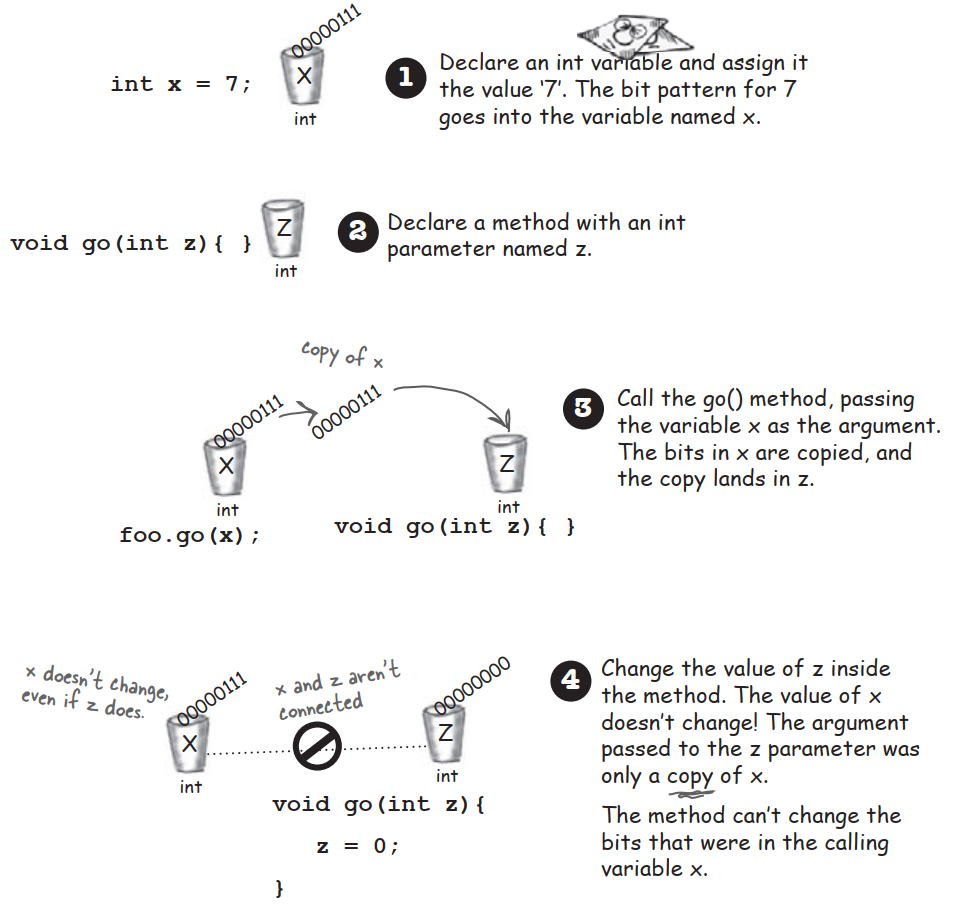 00000111
int x = 7;
X
int
1
Declare an int variable and assign it
the value ‘7’. The bit pattern for 7
goes into the variable named x.
void go(int z){ }
Z
int
2
Declare a method with an int
parameter named z.
copy of x
00000111
00000111
X
int
foo.go(x);
Z
int
void go(int z){ }
3
Call the go() method, passing
the variable x as the argument.
The bits in x are copied, and
the copy lands in z.
x doesn't change,
even if z does.
00000111
X
int
x and z aren't
connected
00000000
Z
int
void go(int z){
z = 0;
}
4
Change the value of z inside
the method. The value of x
doesn’t change! The argument
passed to the z parameter was
only a copy of x.
The method can’t change the
bits that were in the calling
variable x.